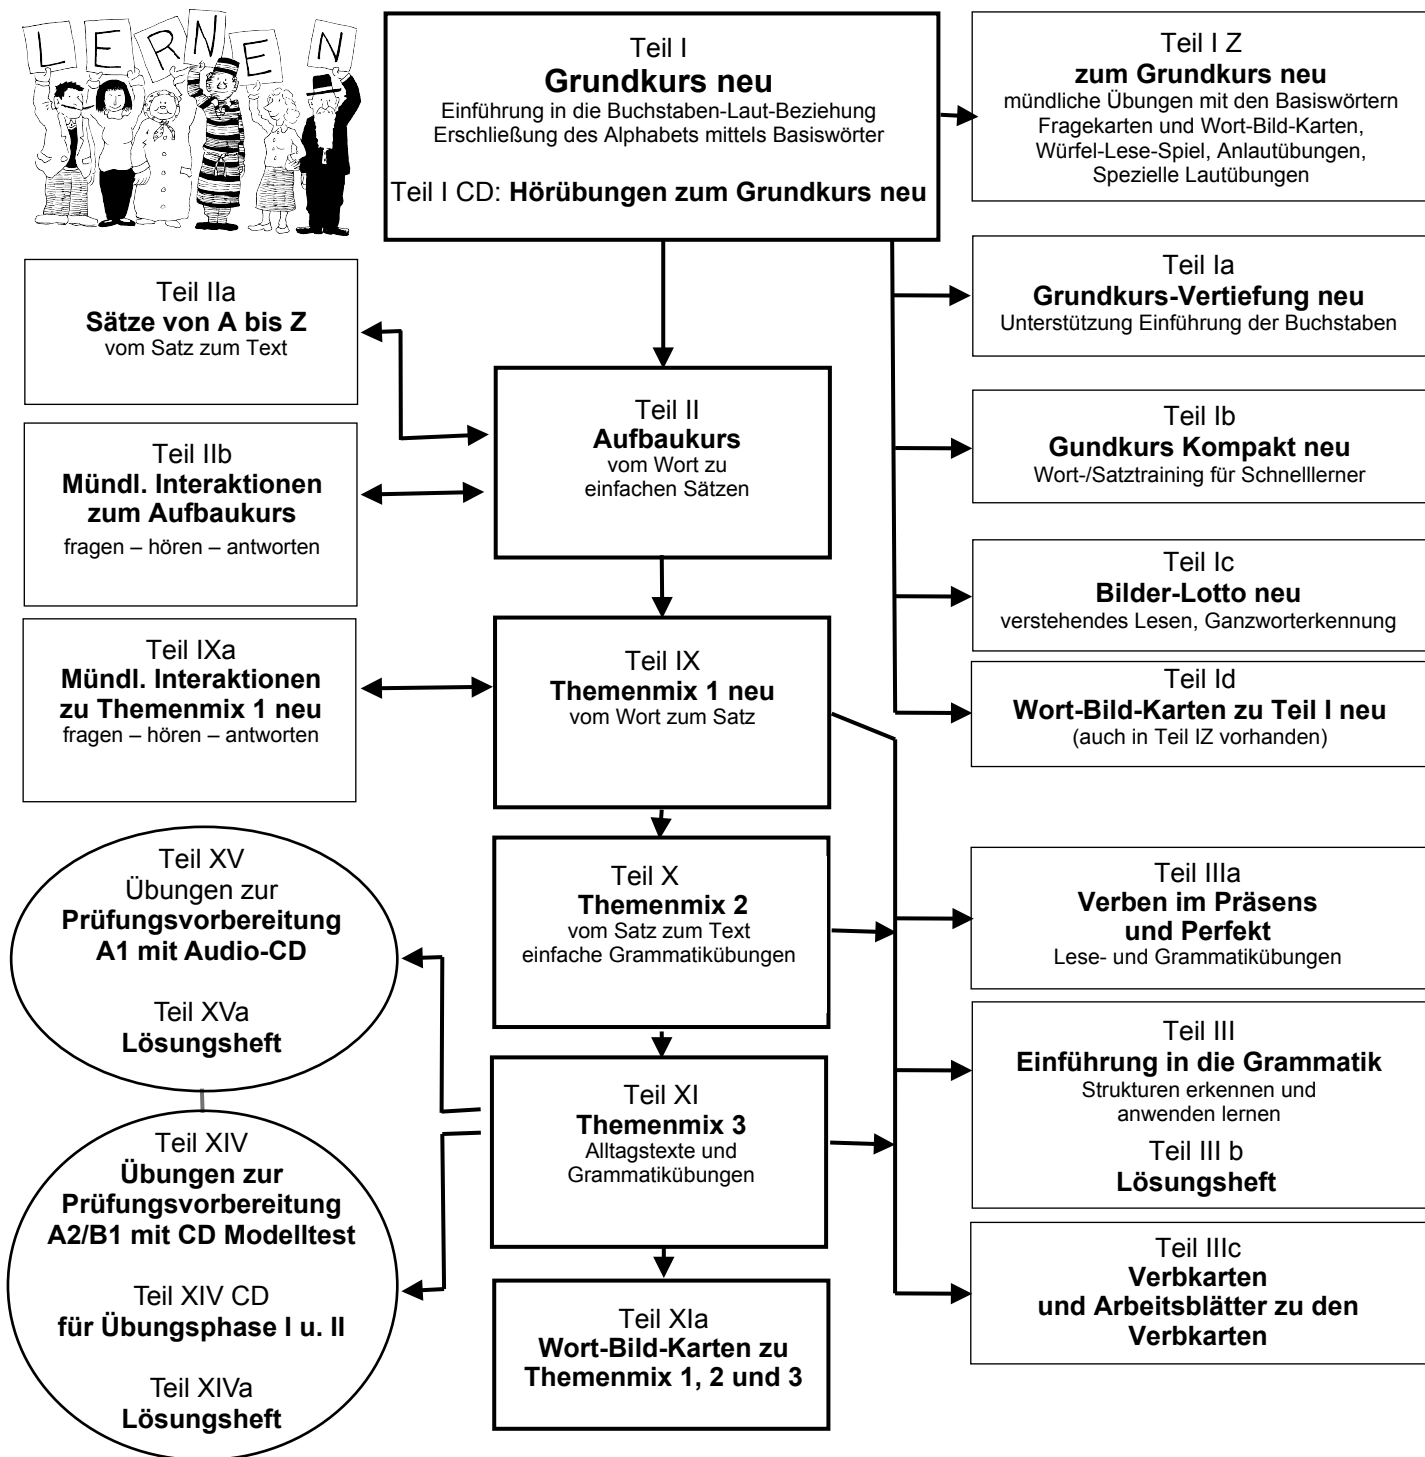 L E R N E N
Teil I
Grundkurs neu
Einführung in die Buchstaben-Laut-Beziehung
Erschließung des Alphabets mittels Basiswörter
Teil I CD: Hörübungen zum Grundkurs neu
Teil I Z
zum Grundkurs neu
mündliche Übungen mit den Basiswörtern
Fragekarten und Wort-Bild-Karten,
Würfel-Lese-Spiel, Anlautübungen,
Spezielle Lautübungen
Teil Ia
Grundkurs-Vertiefung neu
Unterstützung Einführung der Buchstaben
Teil IIa
Sätze von A bis Z
vom Satz zum Text
Teil II
Aufbaukurs
vom Wort zu
einfachen Sätzen
Teil Ib
Gundkurs Kompakt neu
Wort-/Satztraining für Schnelllerner
Teil IIb
Mündl. Interaktionen
zum Aufbaukurs
fragen – hören – antworten
Teil Ic
Bilder-Lotto neu
verstehendes Lesen, Ganzworterkennung
Teil IXa
Mündl. Interaktionen
zu Themenmix 1 neu
fragen – hören – antworten
Teil IX
Themenmix 1 neu
vom Wort zum Satz
Teil Id
Wort-Bild-Karten zu Teil I neu
(auch in Teil IZ vorhanden)
Teil XV
Übungen zur
Prüfungsvorbereitung
A1 mit Audio-CD
Teil XVa
Lösungsheft
Teil X
Themenmix 2
vom Satz zum Text
einfache Grammatikübungen
Teil IIIa
Verben im Präsens
und Perfekt
Lese- und Grammatikübungen
Teil III
Einführung in die Grammatik
Strukturen erkennen und
anwenden lernen
Teil III b
Lösungsheft
Teil XI
Themenmix 3
Alltagstexte und
Grammatikübungen
Teil XIV
Übungen zur
Prüfungsvorbereitung
A2/B1 mit CD Modelltest
Teil XIV CD
für Übungsphase I u. II
Teil XIVa
Lösungsheft
Teil XIa
Wort-Bild-Karten zu
Themenmix 1, 2 und 3
Teil IIIc
Verbkarten
und Arbeitsblätter zu den
Verbkarten